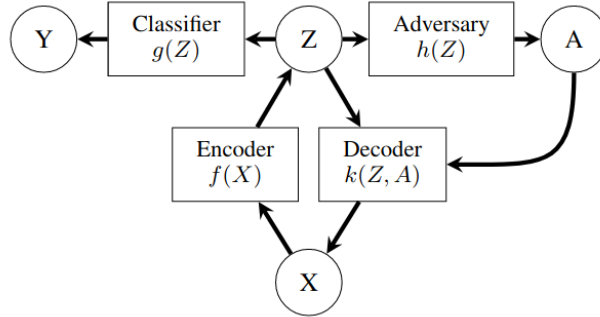 Y
Classifier
g(Z)
Z
Adversary
h(Z)
A
Encoder
f(X)
Decoder
k(Z, A)
X